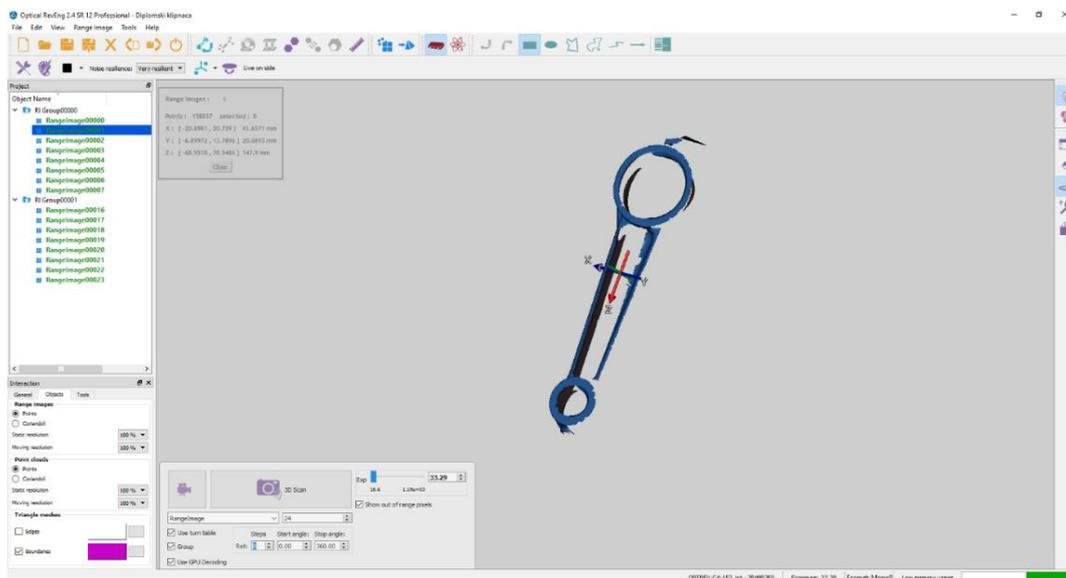 Optical RevEng 2.4 SR 12 Professional - Diplomski klipnaca
File Edit View Range Image Tools Help
Noise resilience: Very resilient Live on side
Project
Object Name
RI Group00000
RangeImage00000
RangeImage00001
RangeImage00002
RangeImage00003
RangeImage00004
RangeImage00005
RangeImage00006
RangeImage00007
RI Group00001
RangeImage00016
RangeImage00017
RangeImage00018
RangeImage00019
RangeImage00020
RangeImage00021
RangeImage00022
RangeImage00023
Range Images :
Points : 158837 selected : 0
Close
X
Y
Interaction
General Objects Tools
Range images
Points
Static resolution 100 %
Moving resolution 100 %
Point clouds
Points
Static resolution 100 %
Moving resolution 100 %
Triangle meshes
Edges
Boundaries
3D Scan
Exp 33.29
Show out of range pixels
RangeImage 24
Use turn table
Steps Start angle: Stop angle:
Group
Rot: 0.00 360.00
Use GPU Decoding